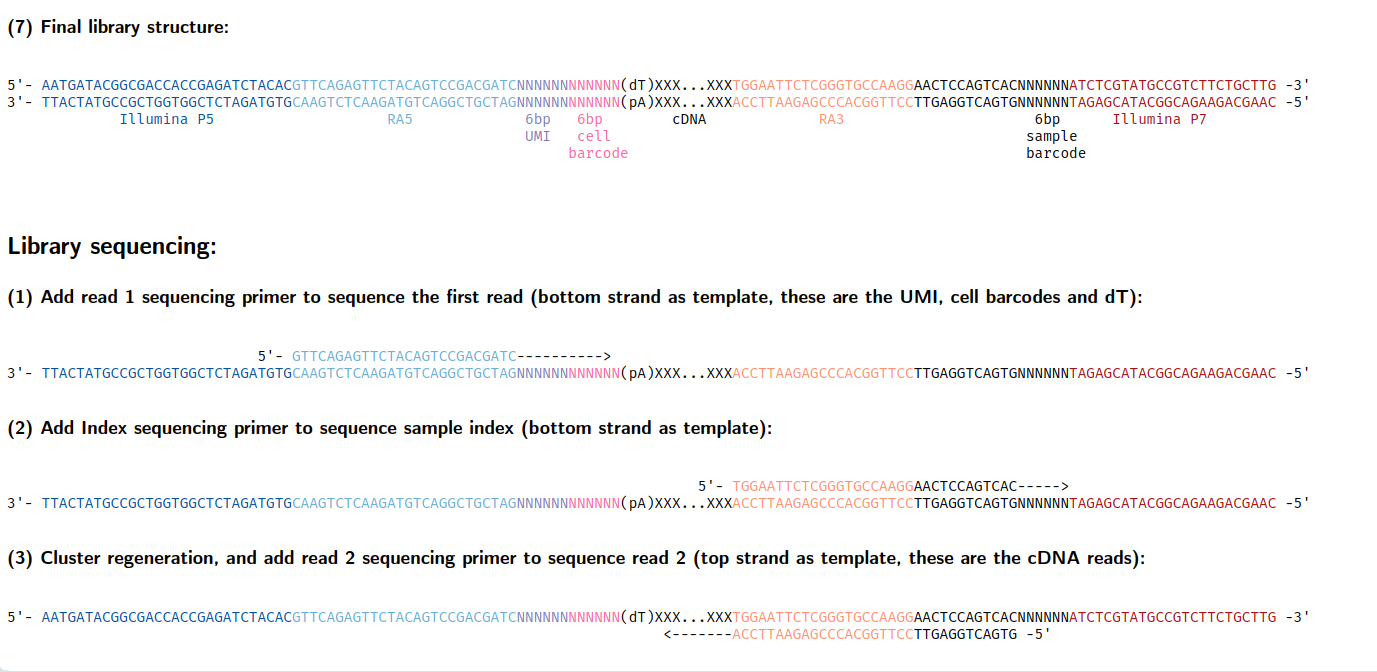 (7) Final library structure:
5'- AATGATACGGCGACCACCGAGATCTACACGTTCAGAGTTCTACAGTCCGACGATCNNNNNNNNNNNN(dT)XXX...XXXTGGAATTCTCGGGTGCCAAGGAACTCCAGTCACNNNNNNATCTCGTATGCCGTCTTCTGCTTG -3'
3'- TTACTATGCCGCTGGTGGCTCTAGATGTGCAAGTCTCAAGATGTCAGGCTGCTAGNNNNNNNNNNNN(pA)XXX...XXXACCTTAAGAGCCCACGGTTCCTTGAGGTCAGTGNNNNNNTAGAGCATACGGCAGAAGACGAAC -5'
Illumina P5 RA5 6bp 6bp cDNA RA3 6bp Illumina P7
UMI cell sample
barcode barcode
Library sequencing:
(1) Add read 1 sequencing primer to sequence the first read (bottom strand as template, these are the UMI, cell barcodes and dT):
5'- GTTCAGAGTTCTACAGTCCGACGATC---------->
3'- TTACTATGCCGCTGGTGGCTCTAGATGTGCAAGTCTCAAGATGTCAGGCTGCTAGNNNNNNNNNNNN(pA)XXX...XXXACCTTAAGAGCCCACGGTTCCTTGAGGTCAGTGNNNNNNTAGAGCATACGGCAGAAGACGAAC -5'
(2) Add Index sequencing primer to sequence sample index (bottom strand as template):
5'- TGGAATTCTCGGGTGCCAAGGAACTCCAGTCAC----->
3'- TTACTATGCCGCTGGTGGCTCTAGATGTGCAAGTCTCAAGATGTCAGGCTGCTAGNNNNNNNNNNNN(pA)XXX...XXXACCTTAAGAGCCCACGGTTCCTTGAGGTCAGTGNNNNNNTAGAGCATACGGCAGAAGACGAAC -5'
(3) Cluster regeneration, and add read 2 sequencing primer to sequence read 2 (top strand as template, these are the cDNA reads):
5'- AATGATACGGCGACCACCGAGATCTACACGTTCAGAGTTCTACAGTCCGACGATCNNNNNNNNNNNN(dT)XXX...XXXTGGAATTCTCGGGTGCCAAGGAACTCCAGTCACNNNNNNATCTCGTATGCCGTCTTCTGCTTG -3'
<-------ACCTTAAGAGCCCACGGTTCCTTGAGGTCAGTG -5'